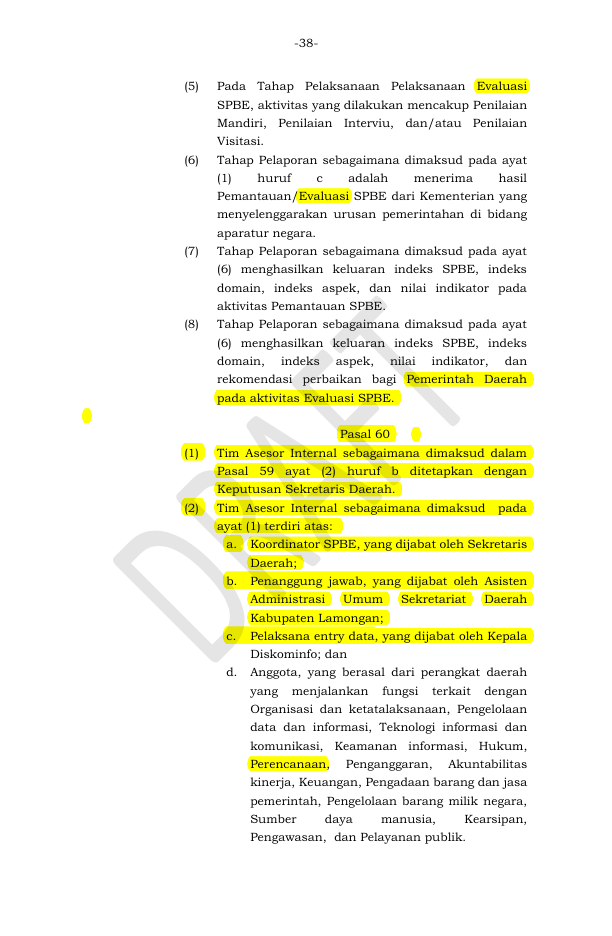 -38-
(5) Pada Tahap Pelaksanaan Pelaksanaan Evaluasi
SPBE, aktivitas yang dilakukan mencakup Penilaian
Mandiri, Penilaian Interviu, dan/atau Penilaian
Visitasi.
(6) Tahap Pelaporan sebagaimana dimaksud pada ayat
(1) huruf c adalah menerima hasil
Pemantauan/Evaluasi SPBE dari Kementerian yang
menyelenggarakan urusan pemerintahan di bidang
aparatur negara.
(7) Tahap Pelaporan sebagaimana dimaksud pada ayat
(6) menghasilkan keluaran indeks SPBE, indeks
domain, indeks aspek, dan nilai indikator pada
aktivitas Pemantauan SPBE.
(8) Tahap Pelaporan sebagaimana dimaksud pada ayat
(6) menghasilkan keluaran indeks SPBE, indeks
domain, indeks aspek, nilai indikator, dan
rekomendasi perbaikan bagi Pemerintah Daerah
pada aktivitas Evaluasi SPBE.
Pasal 60
(1) Tim Asesor Internal sebagaimana dimaksud dalam
Pasal 59 ayat (2) huruf b ditetapkan dengan
Keputusan Sekretaris Daerah.
(2) Tim Asesor Internal sebagaimana dimaksud pada
ayat (1) terdiri atas:
a. Koordinator SPBE, yang dijabat oleh Sekretaris
Daerah;
b. Penanggung jawab, yang dijabat oleh Asisten
Administrasi Umum Sekretariat Daerah
Kabupaten Lamongan;
c. Pelaksana entry data, yang dijabat oleh Kepala
Diskominfo; dan
d. Anggota, yang berasal dari perangkat daerah
yang menjalankan fungsi terkait dengan
Organisasi dan ketatalaksanaan, Pengelolaan
data dan informasi, Teknologi informasi dan
komunikasi, Keamanan informasi, Hukum,
Perencanaan, Penganggaran, Akuntabilitas
kinerja, Keuangan, Pengadaan barang dan jasa
pemerintah, Pengelolaan barang milik negara,
Sumber daya manusia, Kearsipan,
Pengawasan, dan Pelayanan publik.
DRAFT